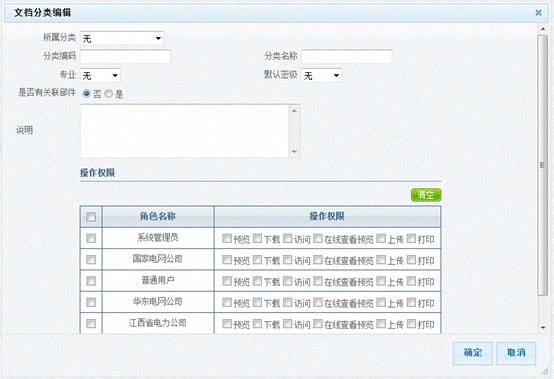 文档分类编辑
所属分类 无
分类编码 分类名称
专业 无 默认密级 无
是否有关联部件 否 是
说明
操作权限
清空
角色名称 操作权限
系统管理员 预览 下载 访问 在线查看预览 上传 打印
国家电网公司 预览 下载 访问 在线查看预览 上传 打印
普通用户 预览 下载 访问 在线查看预览 上传 打印
华东电网公司 预览 下载 访问 在线查看预览 上传 打印
江西省电力公司 预览 下载 访问 在线查看预览 上传 打印
确定 取消